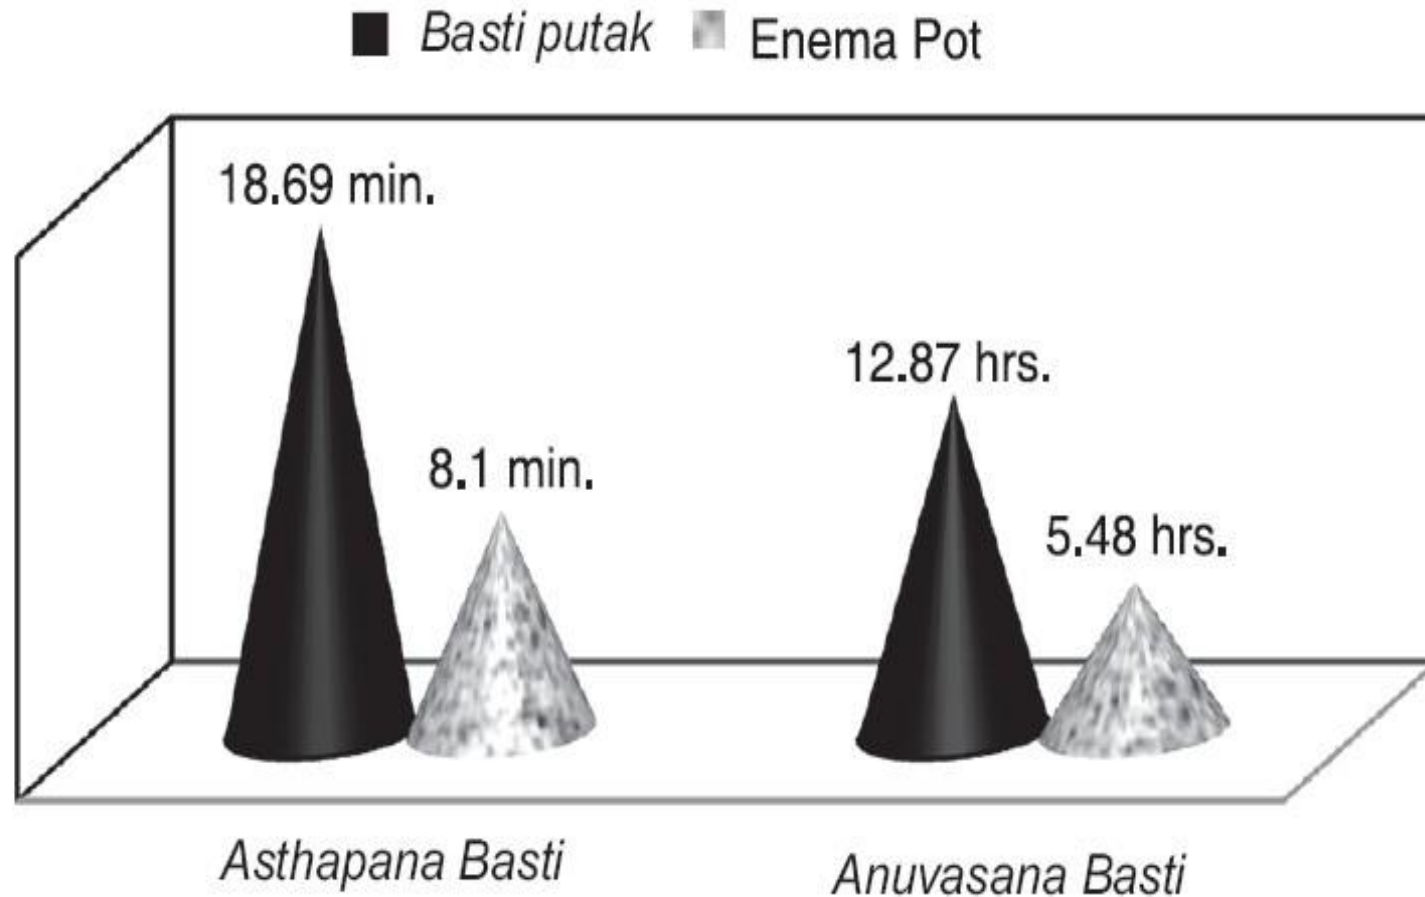 Basti putak Enema Pot
18.69 min.
12.87 hrs.
8.1 min.
5.48 hrs.
Asthapana Basti
Anuvasana Basti